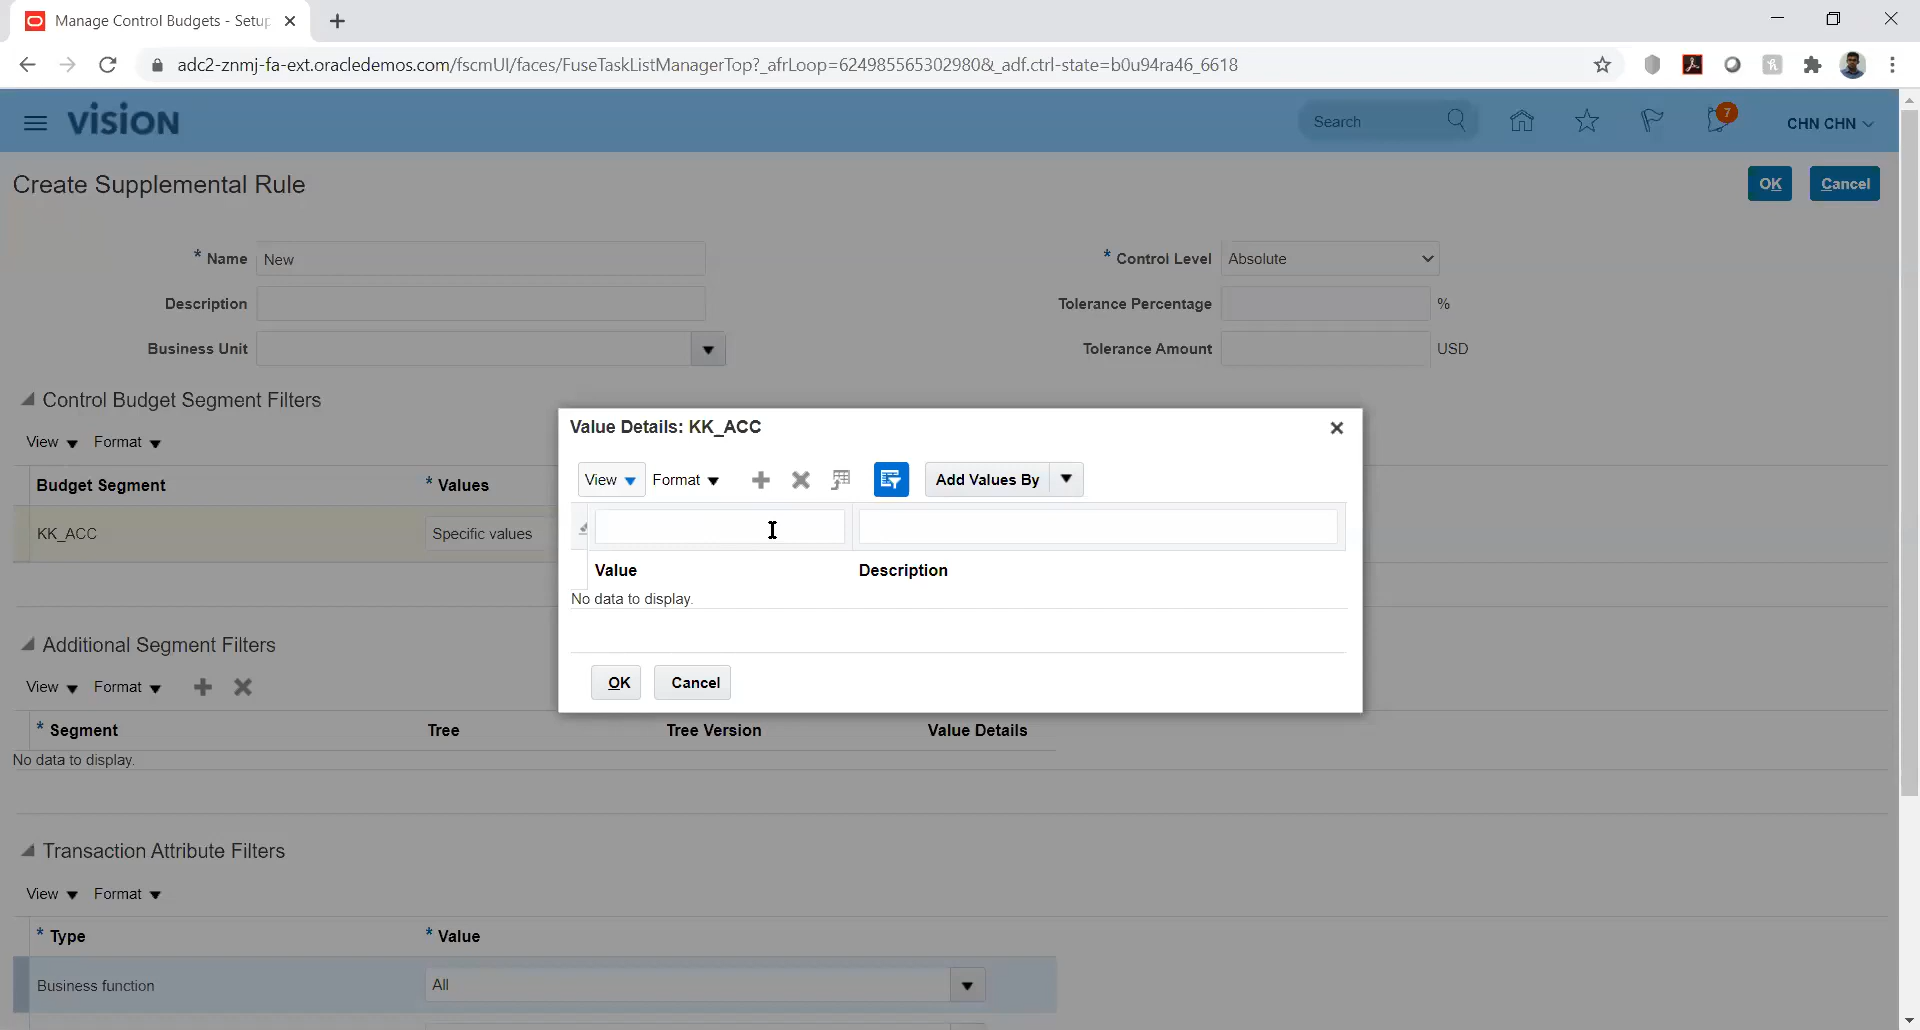 Manage Control Budgets - Setup
adc2-znmj-fa-ext.oracledemos.com/fscmUI/faces/FuseTaskListManagerTop?_afrLoop=624985565302980&_adf.ctrl-state=b0u94ra46_6618
vision
Search
7
CHN CHN
Create Supplemental Rule
OK
Cancel
* Name
New
* Control Level
Absolute
Description
Tolerance Percentage
%
Business Unit
Tolerance Amount
USD
Control Budget Segment Filters
View
Format
Budget Segment
* Values
KK_ACC
Specific values
Value Details: KK_ACC
View
Format
Add Values By
Value
Description
No data to display.
OK
Cancel
Additional Segment Filters
View
Format
* Segment
Tree
Tree Version
Value Details
No data to display.
Transaction Attribute Filters
View
Format
* Type
* Value
Business function
All